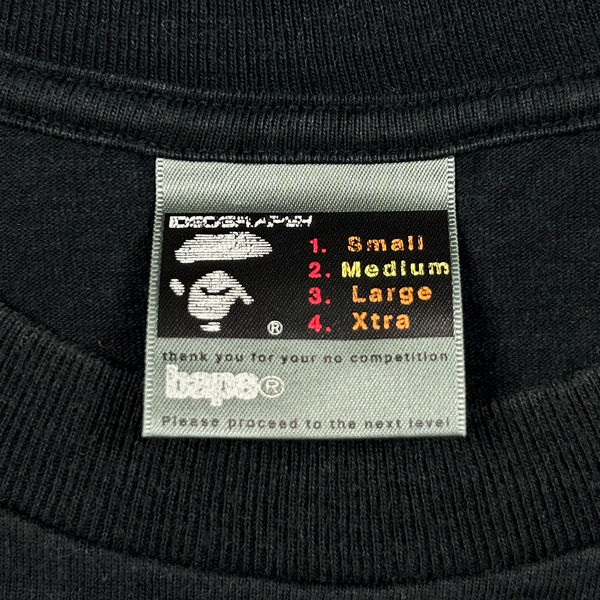 IDEOGRAPH
1. Small
2. Medium
3. Large
4. Xtra
®
thank you for your no competition
bape®
Please proceed to the next level